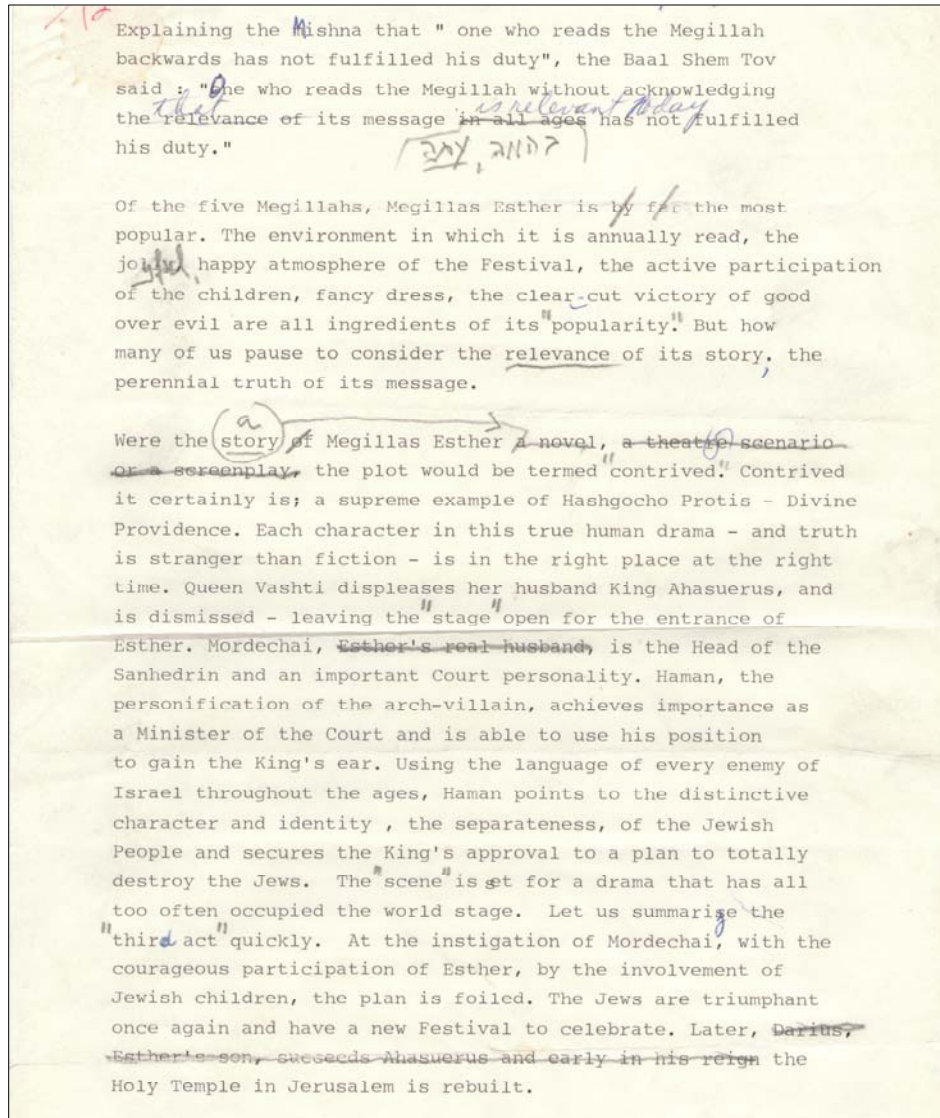 Explaining the Mishna that " one who reads the Megillah
backwards has not fulfilled his duty", the Baal Shem Tov
said : "One who reads the Megillah without acknowledging
that is relevant today
the relevance of its message in all ages has not fulfilled
his duty."
Of the five Megillahs, Megillas Esther is by far the most
popular. The environment in which it is annually read, the
joyful, happy atmosphere of the Festival, the active participation
of the children, fancy dress, the clear-cut victory of good
over evil are all ingredients of its "popularity." But how
many of us pause to consider the relevance of its story, the
perennial truth of its message.
a
Were the story of Megillas Esther a novel, a theatre scenario
or a screenplay, the plot would be termed "contrived." Contrived
it certainly is; a supreme example of Hashgocho Protis - Divine
Providence. Each character in this true human drama - and truth
is stranger than fiction - is in the right place at the right
time. Queen Vashti displeases her husband King Ahasuerus, and
is dismissed - leaving the "stage" open for the entrance of
Esther. Mordechai, Esther's real husband, is the Head of the
Sanhedrin and an important Court personality. Haman, the
personification of the arch-villain, achieves importance as
a Minister of the Court and is able to use his position
to gain the King's ear. Using the language of every enemy of
Israel throughout the ages, Haman points to the distinctive
character and identity , the separateness, of the Jewish
People and secures the King's approval to a plan to totally
destroy the Jews. The "scene" is set for a drama that has all
too often occupied the world stage. Let us summarize the
"third act" quickly. At the instigation of Mordechai, with the
courageous participation of Esther, by the involvement of
Jewish children, the plan is foiled. The Jews are triumphant
once again and have a new Festival to celebrate. Later, Darius,
Esther's son, succeeds Ahasuerus and early in his reign the
Holy Temple in Jerusalem is rebuilt.